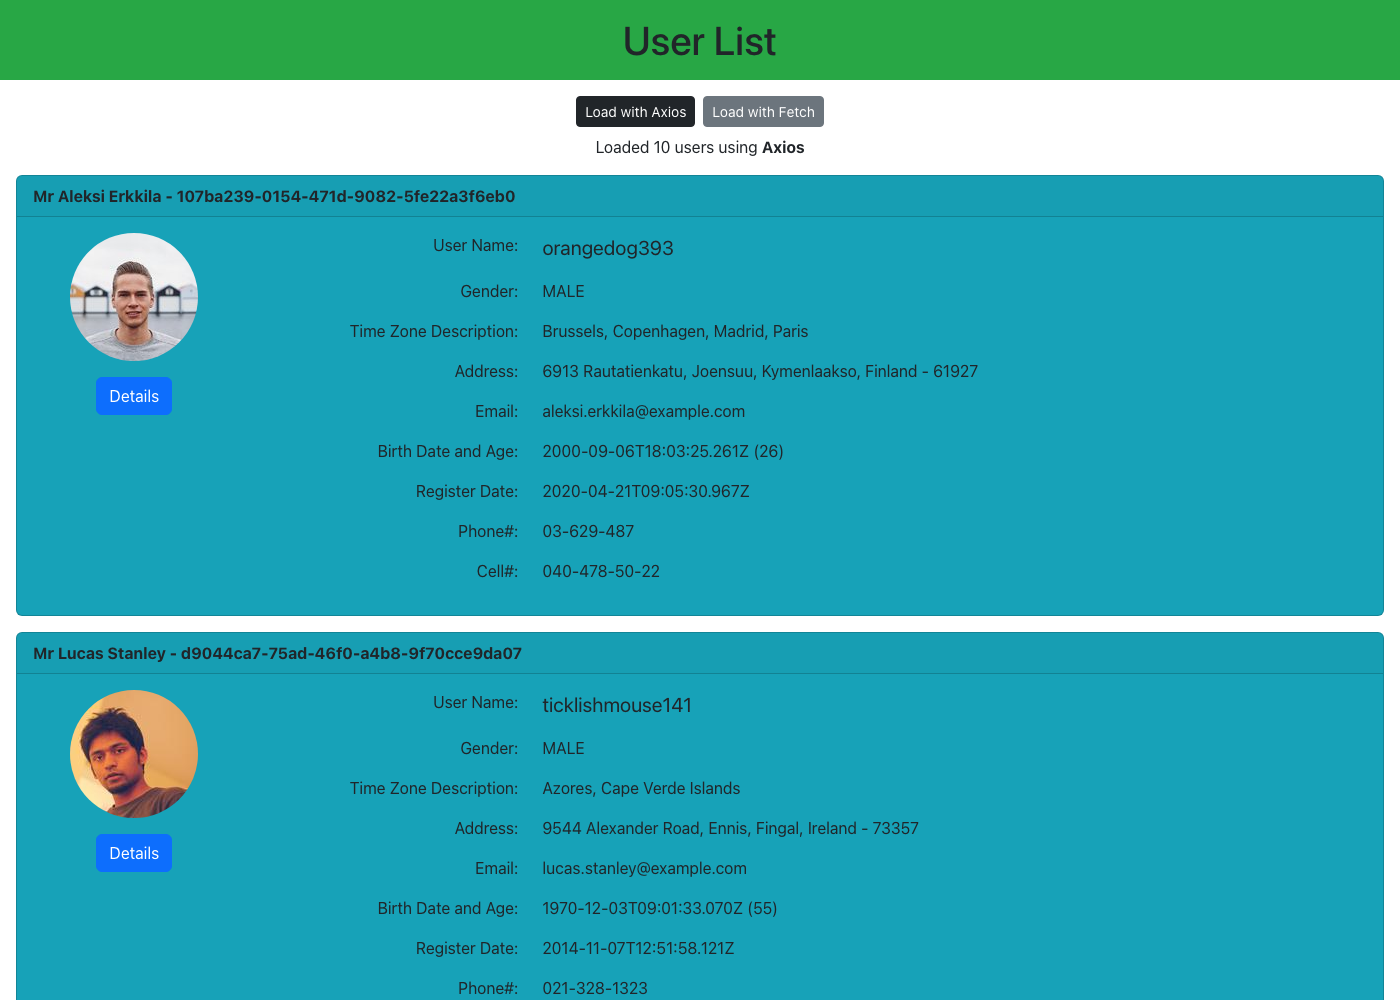 User List
Load with Axios Load with Fetch
Loaded 10 users using Axios
Mr Aleksi Erkkila - 107ba239-0154-471d-9082-5fe22a3f6eb0
User Name: orangedog393
Gender: MALE
Time Zone Description: Brussels, Copenhagen, Madrid, Paris
Address: 6913 Rautatienkatu, Joensuu, Kymenlaakso, Finland - 61927
Details
Email: aleksi.erkkila@example.com
Birth Date and Age: 2000-09-06T18:03:25.261Z (26)
Register Date: 2020-04-21T09:05:30.967Z
Phone#: 03-629-487
Cell#: 040-478-50-22
Mr Lucas Stanley - d9044ca7-75ad-46f0-a4b8-9f70cce9da07
User Name: ticklishmouse141
Gender: MALE
Time Zone Description: Azores, Cape Verde Islands
Address: 9544 Alexander Road, Ennis, Fingal, Ireland - 73357
Details
Email: lucas.stanley@example.com
Birth Date and Age: 1970-12-03T09:01:33.070Z (55)
Register Date: 2014-11-07T12:51:58.121Z
Phone#: 021-328-1323